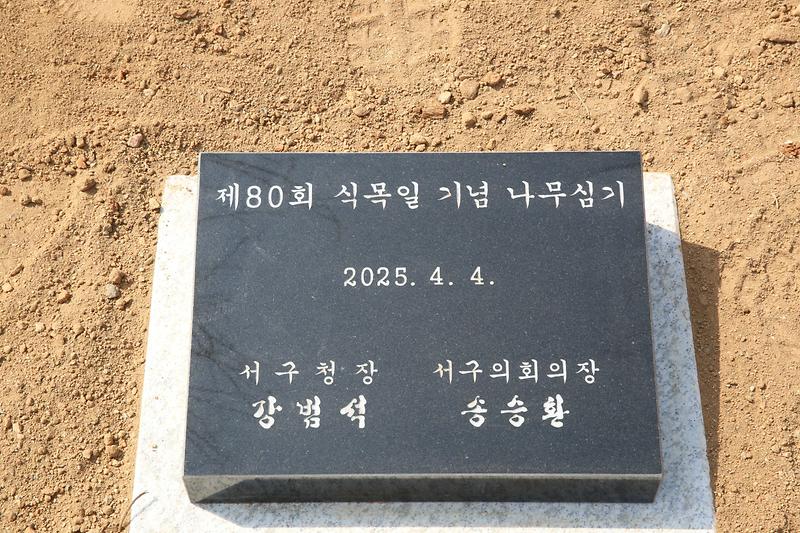 제80회 식목일 기념 나무심기
2025. 4. 4.
서구청장 서구의회의장
강범석 송승환